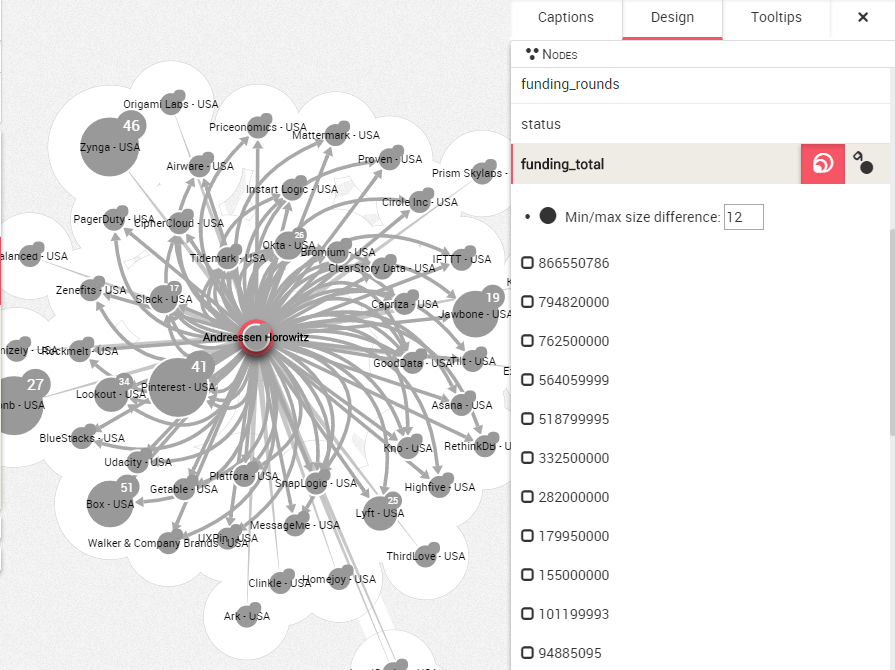 Captions
Design
Tooltips
×
NODES
funding_rounds
status
funding_total
• Min/max size difference: 12
866550786
794820000
762500000
564059999
518799995
332500000
282000000
179950000
155000000
101199993
94885095
Origami Labs - USA
46
Zynga - USA
Priceonomics - USA
Mattermark - USA
Airware - USA
Proven - USA
Prism Skylabs -
Instart Logic - USA
Circle Inc - USA
PagerDuty - USA
CipherCloud - USA
26
Okta - USA
Bromium - USA
alanced - USA
Tidemark - USA
ClearStory Data - USA
IFTTT - USA
Zenefits - USA
17
Slack - USA
Capriza - USA
19
Jawbone - USA
K
Andreessen Horowitz
mizely - USA
Rockmelt - USA
GoodData - USA
Tilt - USA
E
41
Pinterest - USA
27
nb - USA
34
Lookout - USA
Asana - USA
BlueStacks - USA
Kno - USA
RethinkDB - U
Udacity - USA
Platfora - USA
SnapLogic - USA
51
Box - USA
Getable - USA
Highfive - USA
25
Lyft - USA
MessageMe - USA
Walker & Company Brands - USA
UXPin - USA
ThirdLove - USA
Clinkle - USA
Homejoy - USA
Ark - USA